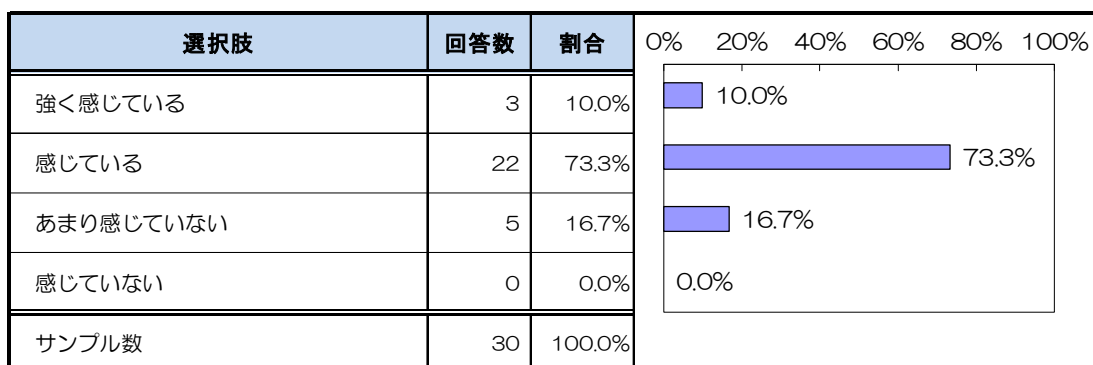 選択肢 回答数 割合 0% 20% 40% 60% 80% 100%
強く感じている 3 10.0% 10.0%
感じている 22 73.3% 73.3%
あまり感じていない 5 16.7% 16.7%
感じていない 0 0.0% 0.0%
サンプル数 30 100.0%